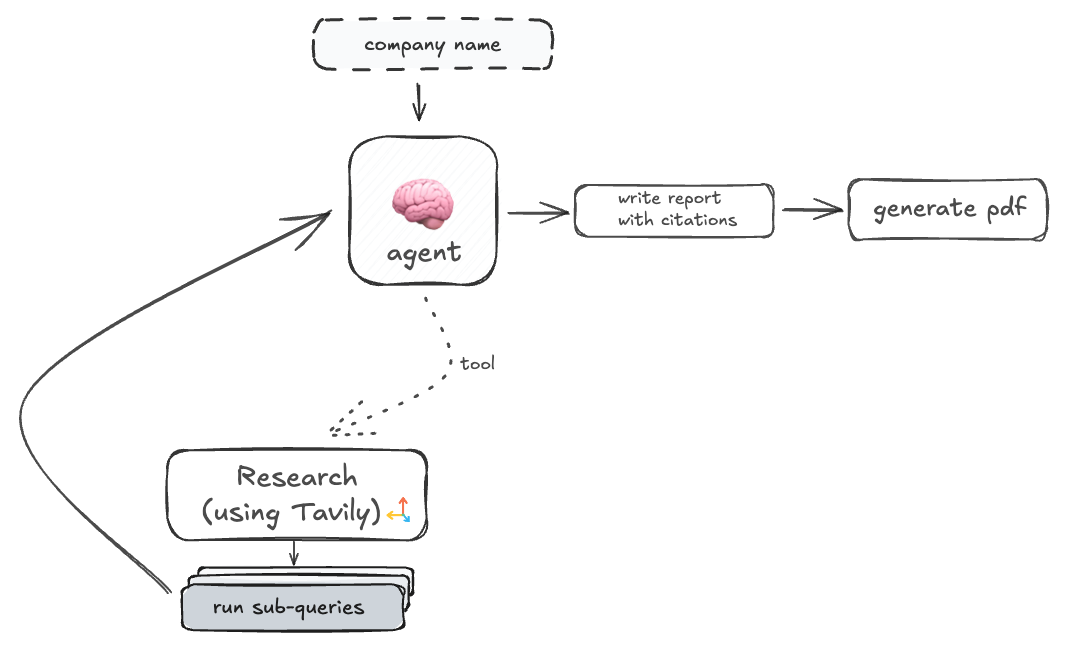 company name
agent
write report
with citations
generate pdf
tool
Research
(using Tavily)
run sub-queries